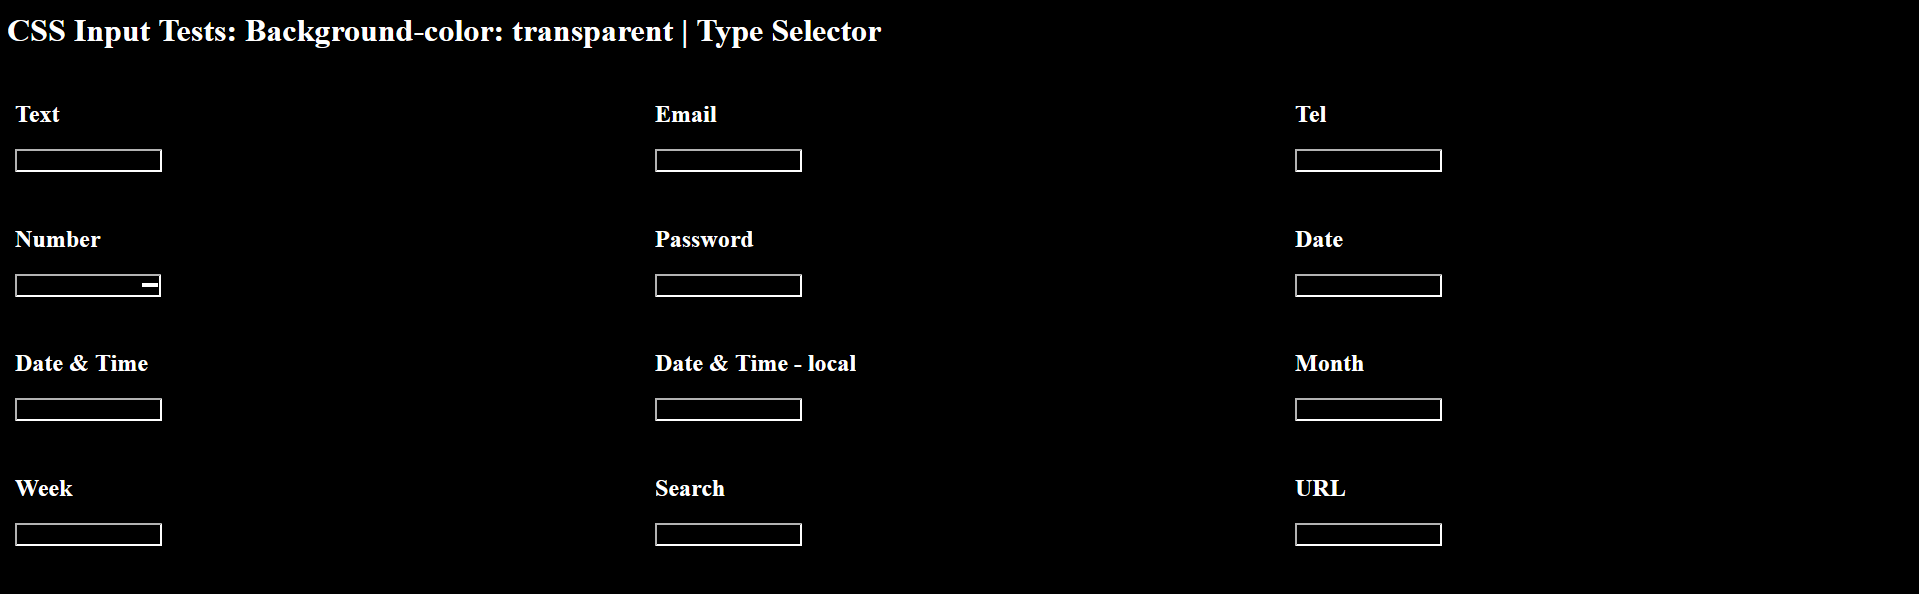 CSS Input Tests: Background-color: transparent | Type Selector
Text
Email
Tel
Number
Password
Date
Date & Time
Date & Time - local
Month
Week
Search
URL